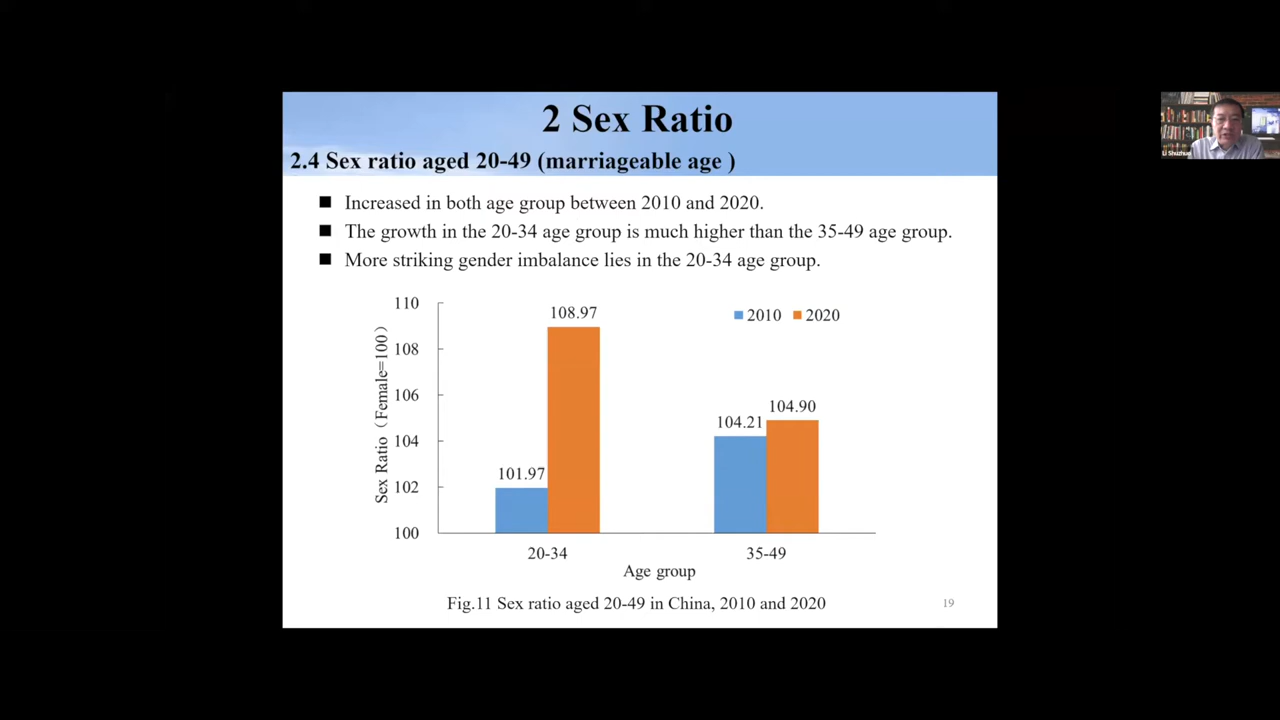 2 Sex Ratio
2.4 Sex ratio aged 20-49 (marriageable age )
■ Increased in both age group between 2010 and 2020.
■ The growth in the 20-34 age group is much higher than the 35-49 age group.
■ More striking gender imbalance lies in the 20-34 age group.
Sex Ratio（Female=100）
110
108
106
104
102
100
101.97
108.97
104.21
104.90
2010
2020
20-34
35-49
Age group
Fig.11 Sex ratio aged 20-49 in China, 2010 and 2020
19
Li Shuzhuo